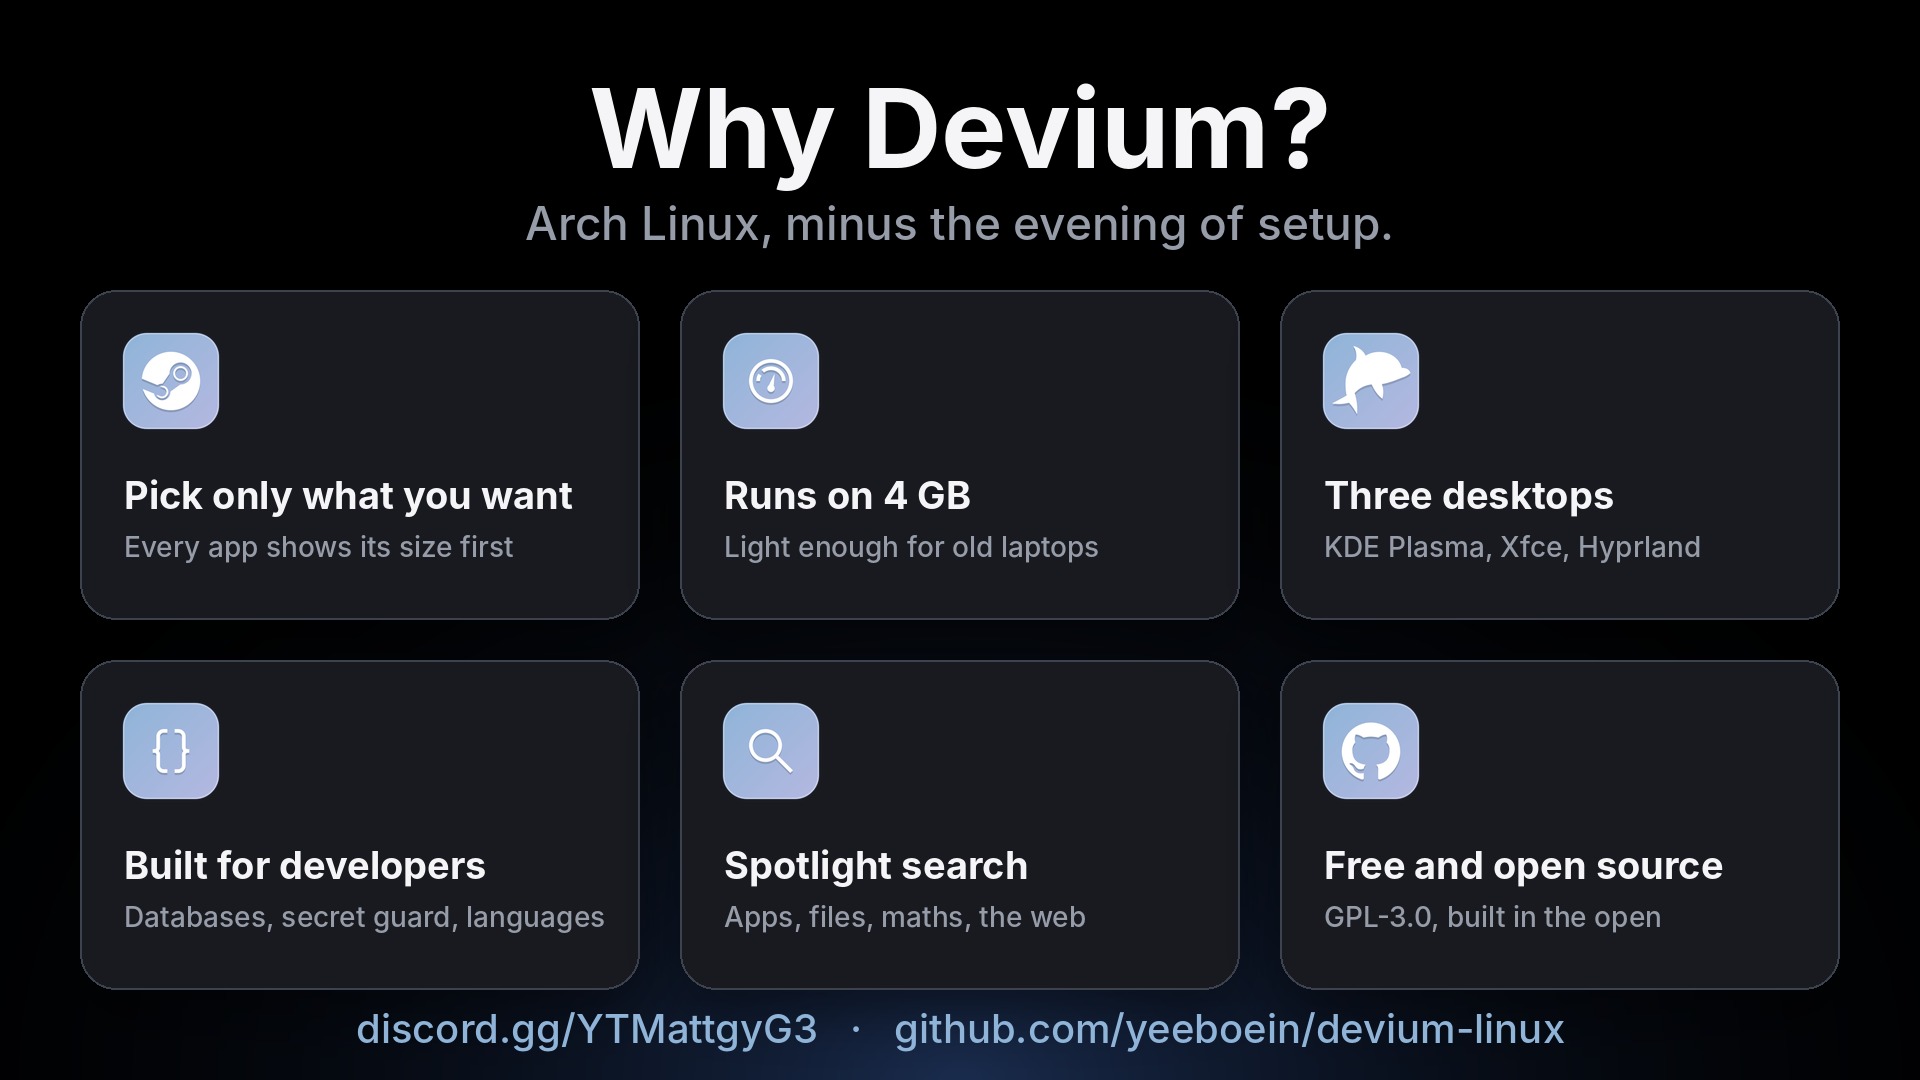 Why Devium?
Arch Linux, minus the evening of setup.
Pick only what you want
Every app shows its size first
Runs on 4 GB
Light enough for old laptops
Three desktops
KDE Plasma, Xfce, Hyprland
{}
Built for developers
Databases, secret guard, languages
Spotlight search
Apps, files, maths, the web
Free and open source
GPL-3.0, built in the open
discord.gg/YTMattgyG3 · github.com/yeeboein/devium-linux